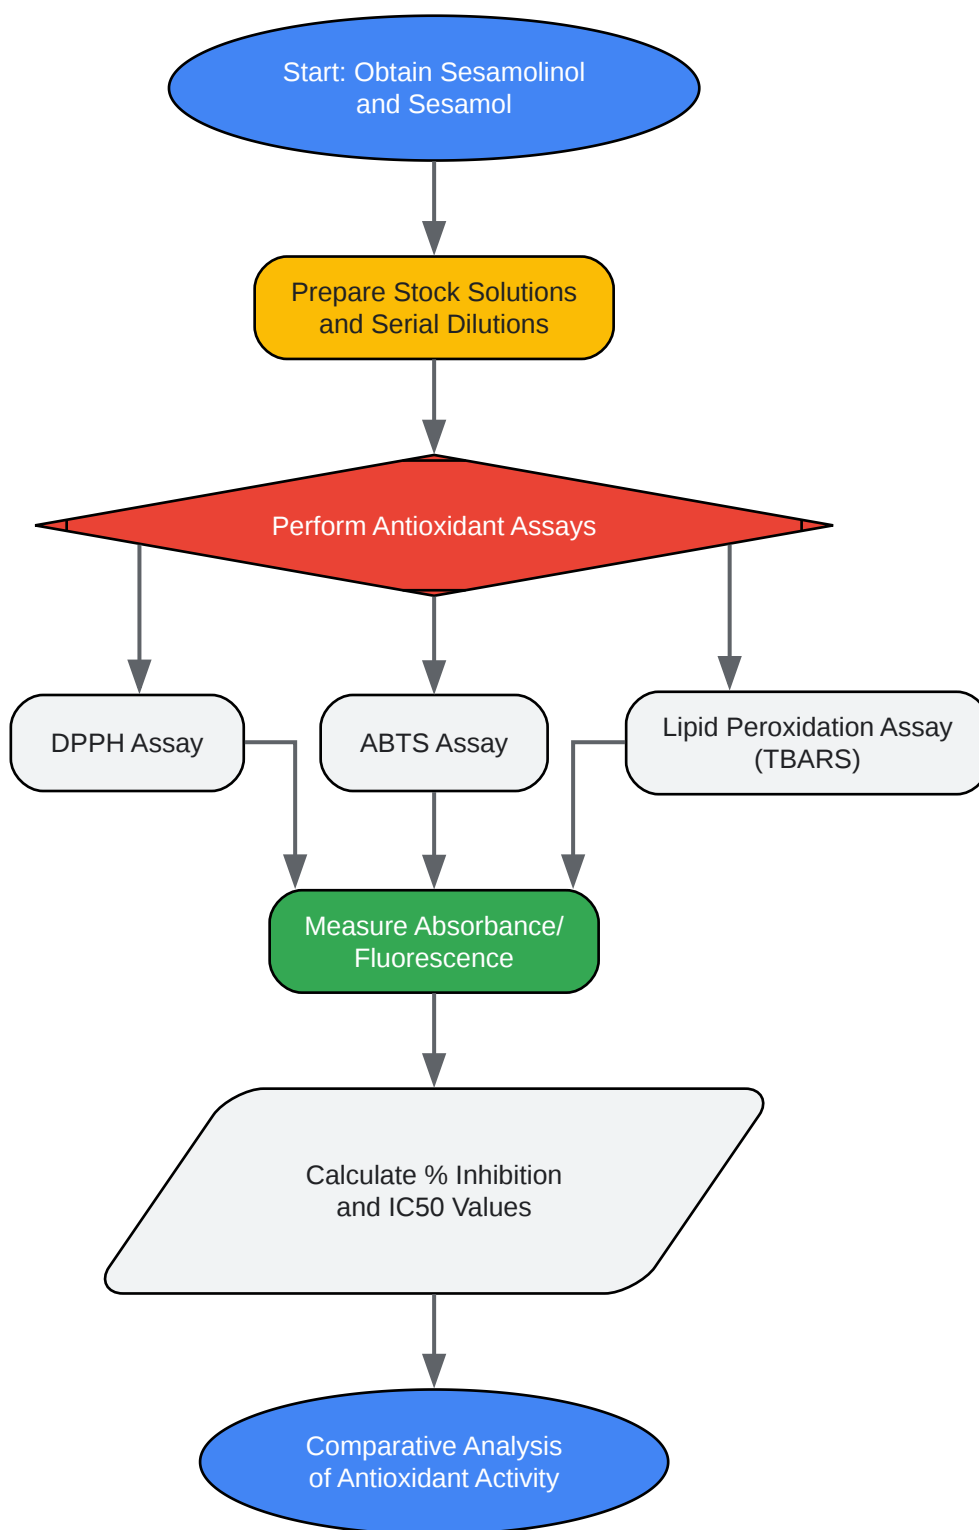 Start: Obtain Sesamolinol
and Sesamol
Prepare Stock Solutions
and Serial Dilutions
Perform Antioxidant Assays
DPPH Assay
ABTS Assay
Lipid Peroxidation Assay
(TBARS)
Measure Absorbance/
Fluorescence
Calculate % Inhibition
and IC50 Values
Comparative Analysis
of Antioxidant Activity